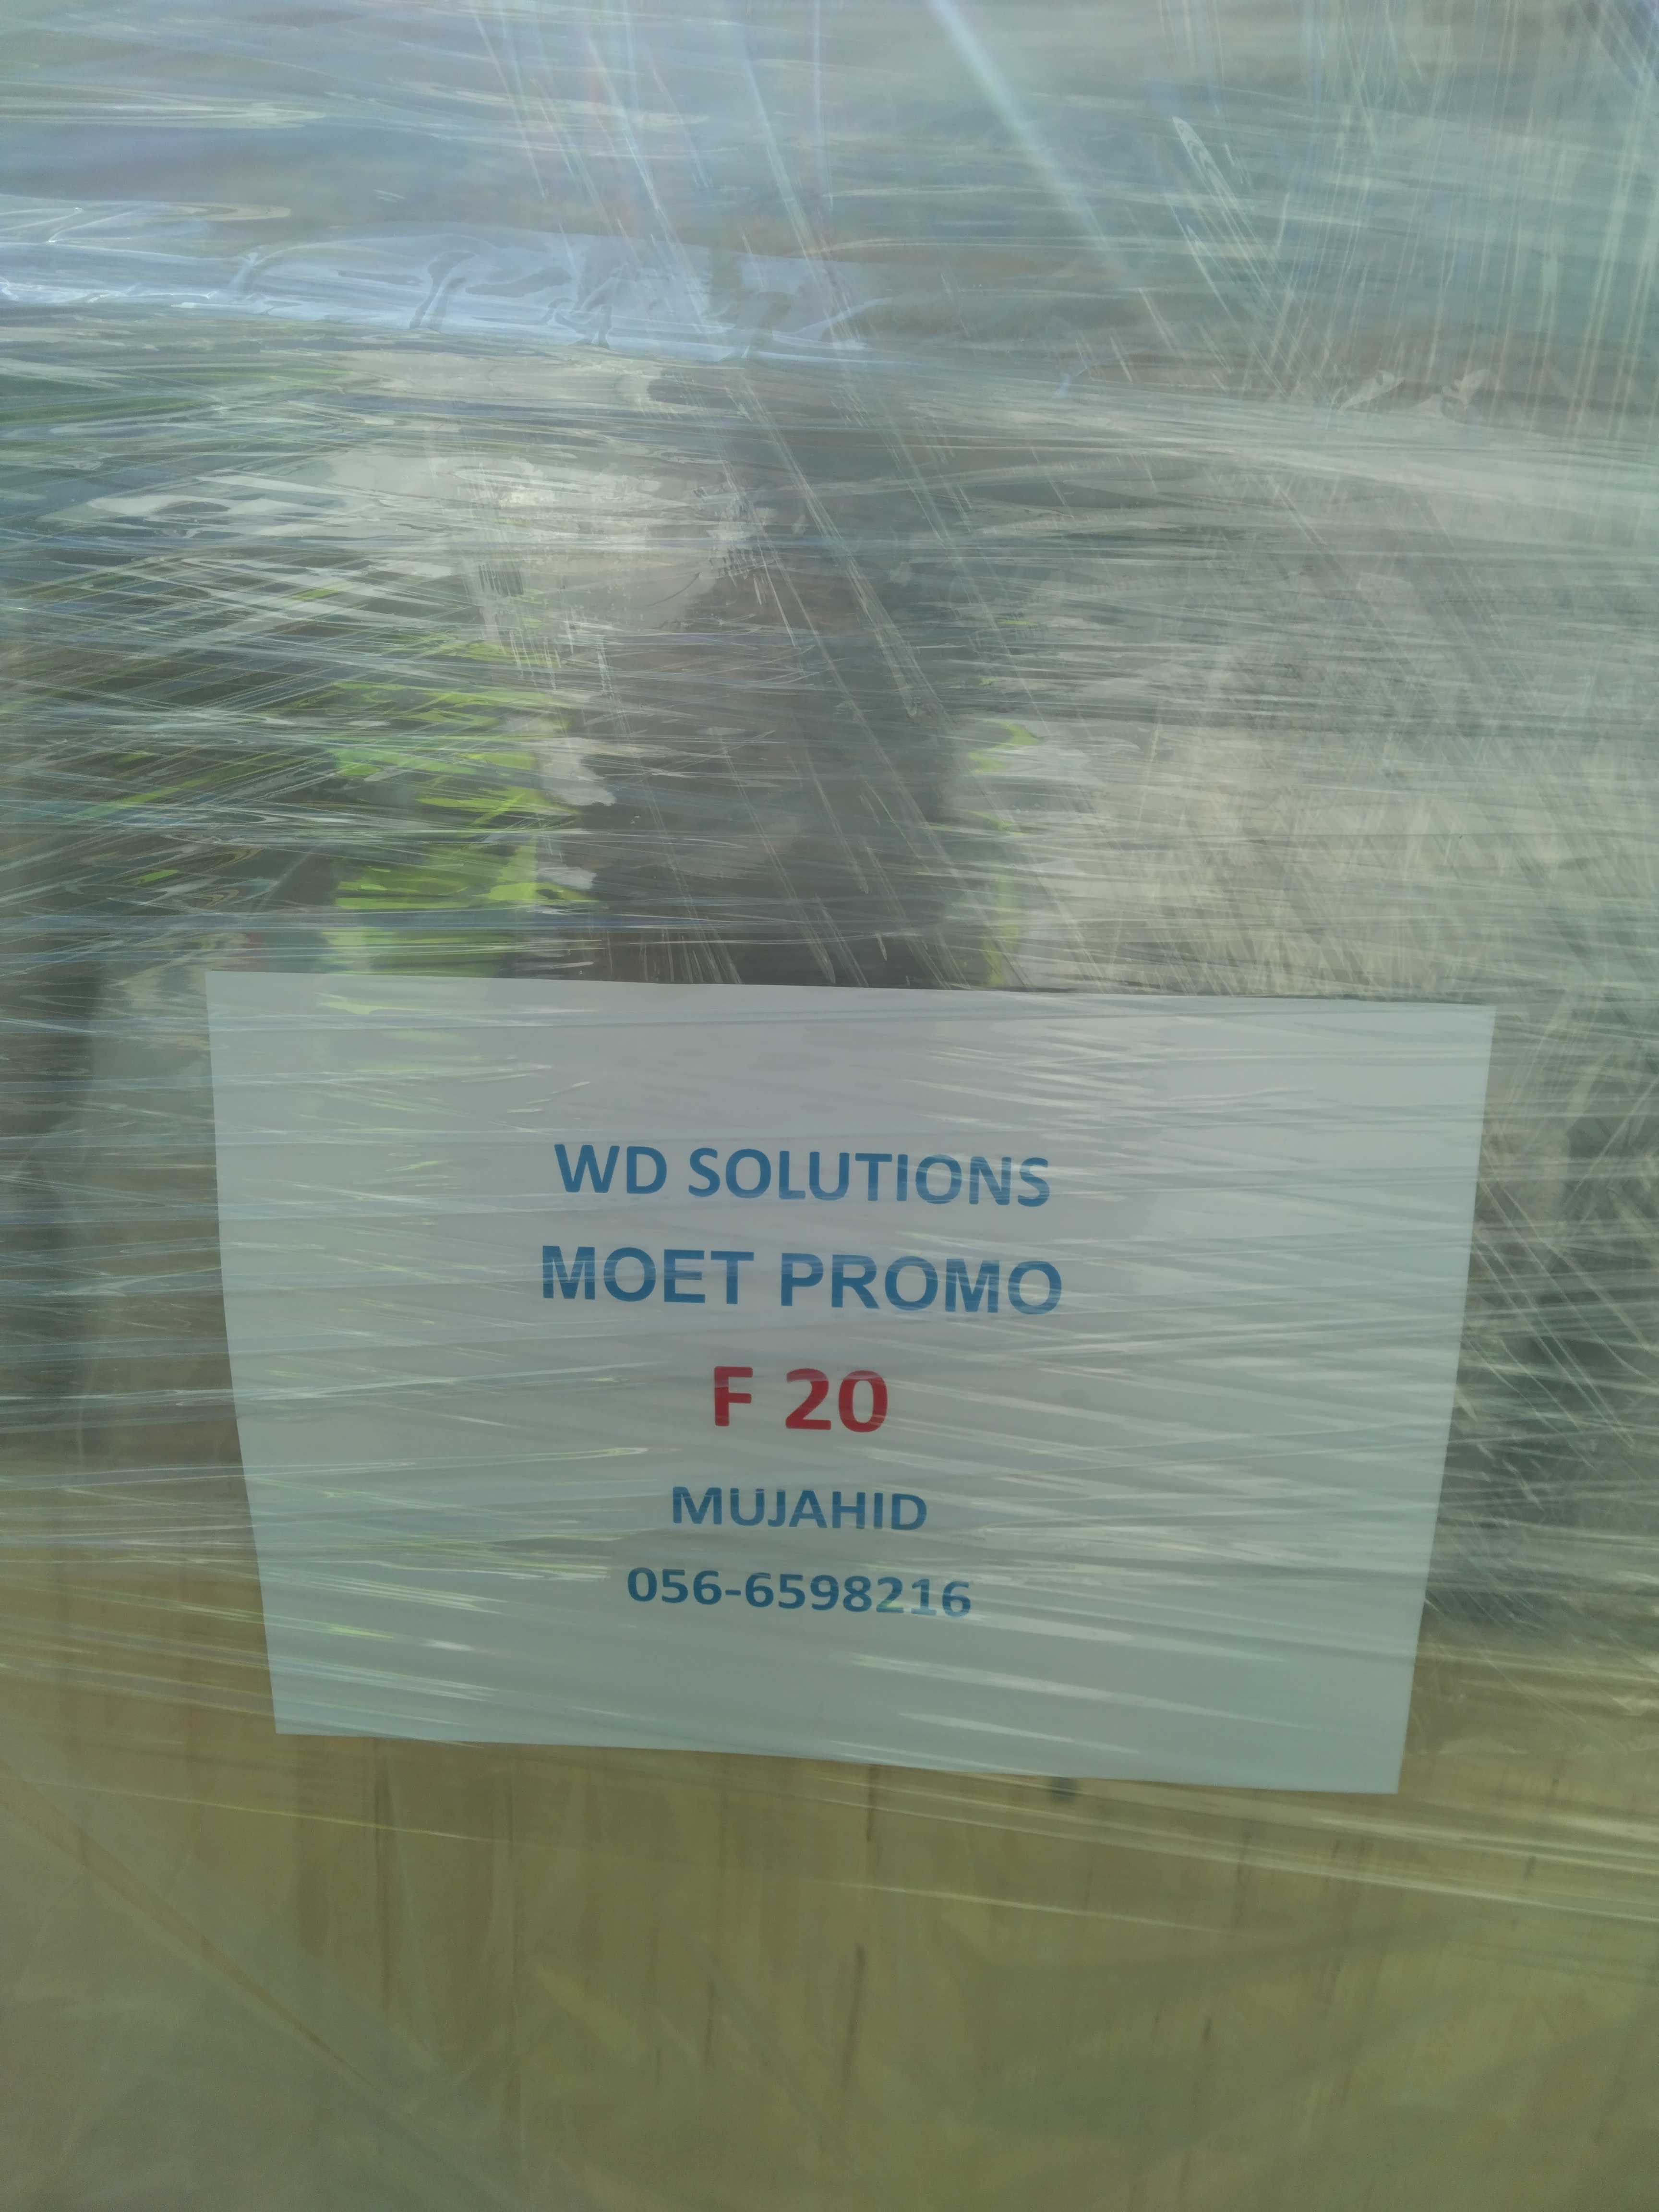 WD SOLUTIONS
MOET PROMO
F 20
MUJAHID
056-6598216